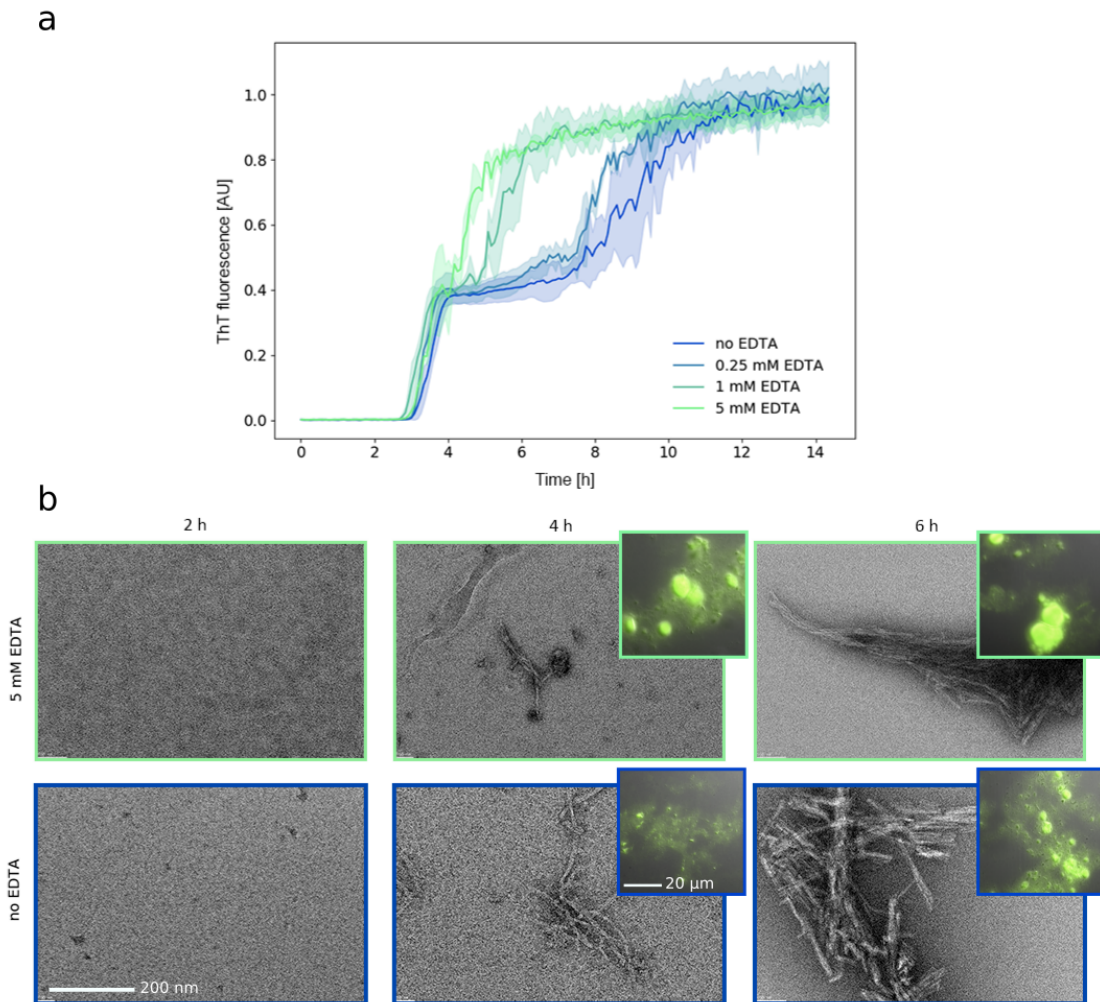 a
1.0
0.8
0.6
0.4
0.2
0.0
ThT fluorescence [AU]
no EDTA
0.25 mM EDTA
1 mM EDTA
5 mM EDTA
0 2 4 6 8 10 12 14
Time [h]
b
2 h 4 h 6 h
5 mM EDTA
no EDTA
20 µm
200 nm